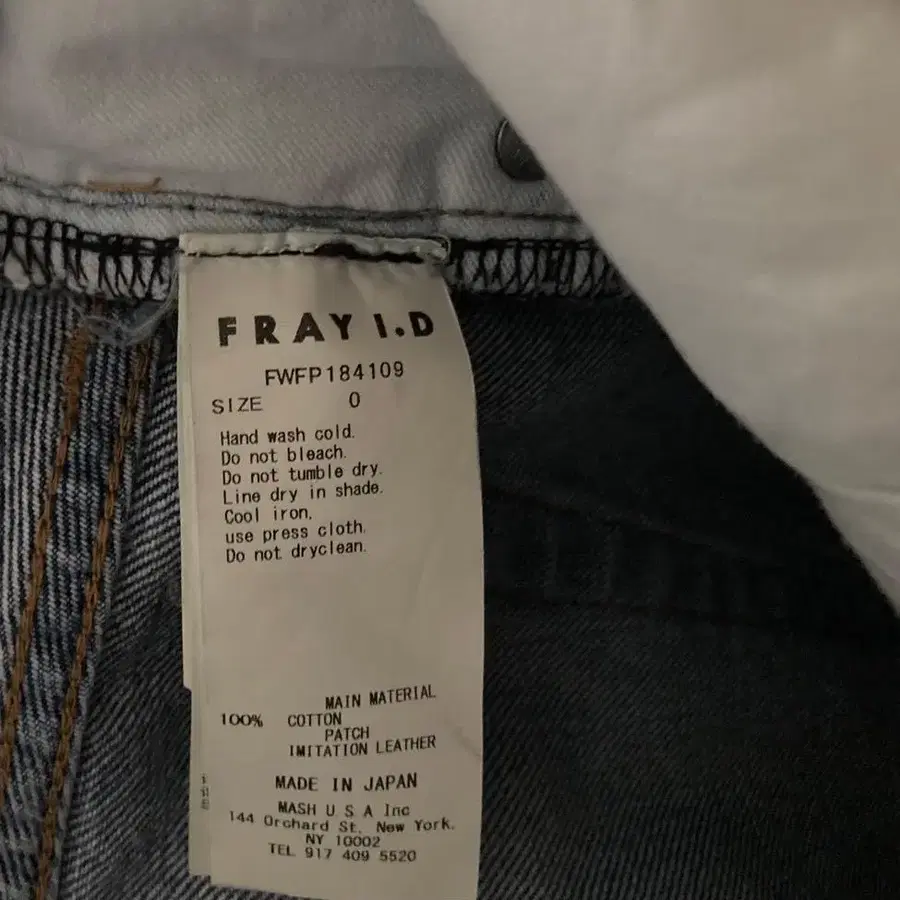 FRAY I.D
FWFP184109
SIZE 0
Hand wash cold.
Do not bleach.
Do not tumble dry.
Line dry in shade.
Cool iron,
use press cloth.
Do not dryclean.
MAIN MATERIAL
100% COTTON
PATCH
IMITATION LEATHER
MADE IN JAPAN
MASH U S A Inc
144 Orchard St, New York.
NY 10002
TEL 917 409 5520